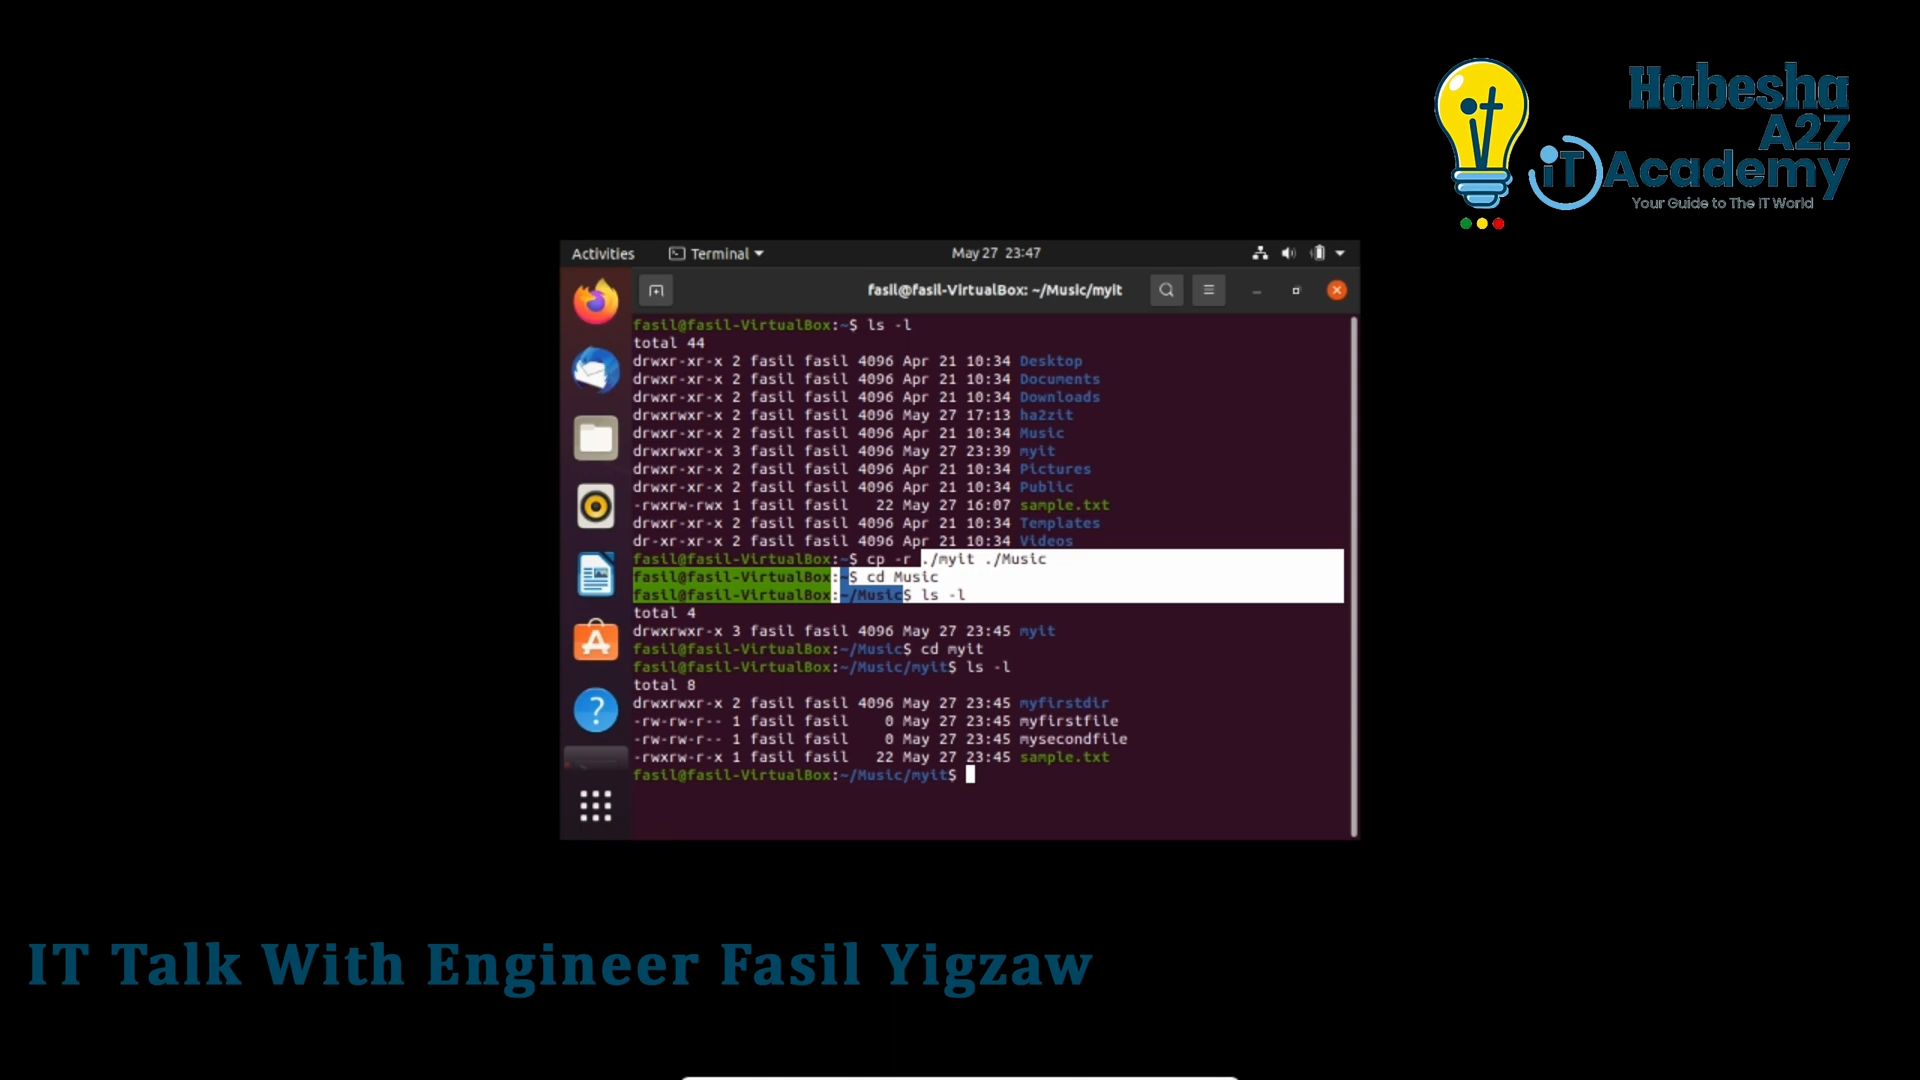 it
Habesha
A2Z
iT Academy
Your Guide to The IT World
Activities Terminal May 27 23:47
fasil@fasil-VirtualBox: ~/Music/myit
fasil@fasil-VirtualBox:~$ ls -l
total 44
drwxr-xr-x 2 fasil fasil 4096 Apr 21 10:34 Desktop
drwxr-xr-x 2 fasil fasil 4096 Apr 21 10:34 Documents
drwxr-xr-x 2 fasil fasil 4096 Apr 21 10:34 Downloads
drwxrwxr-x 2 fasil fasil 4096 May 27 17:13 ha2zit
drwxr-xr-x 2 fasil fasil 4096 Apr 21 10:34 Music
drwxrwxr-x 3 fasil fasil 4096 May 27 23:39 myit
drwxr-xr-x 2 fasil fasil 4096 Apr 21 10:34 Pictures
drwxr-xr-x 2 fasil fasil 4096 Apr 21 10:34 Public
-rwxrw-rwx 1 fasil fasil 22 May 27 16:07 sample.txt
drwxr-xr-x 2 fasil fasil 4096 Apr 21 10:34 Templates
dr-xr-xr-x 2 fasil fasil 4096 Apr 21 10:34 Videos
fasil@fasil-VirtualBox:~$ cp -r ./myit ./Music
fasil@fasil-VirtualBox:~$ cd Music
fasil@fasil-VirtualBox:~/Music$ ls -l
total 4
drwxrwxr-x 3 fasil fasil 4096 May 27 23:45 myit
fasil@fasil-VirtualBox:~/Music$ cd myit
fasil@fasil-VirtualBox:~/Music/myit$ ls -l
total 8
drwxrwxr-x 2 fasil fasil 4096 May 27 23:45 myfirstdir
-rw-rw-r-- 1 fasil fasil 0 May 27 23:45 myfirstfile
-rw-rw-r-- 1 fasil fasil 0 May 27 23:45 mysecondfile
-rwxrw-r-x 1 fasil fasil 22 May 27 23:45 sample.txt
fasil@fasil-VirtualBox:~/Music/myit$
IT Talk With Engineer Fasil Yigzaw